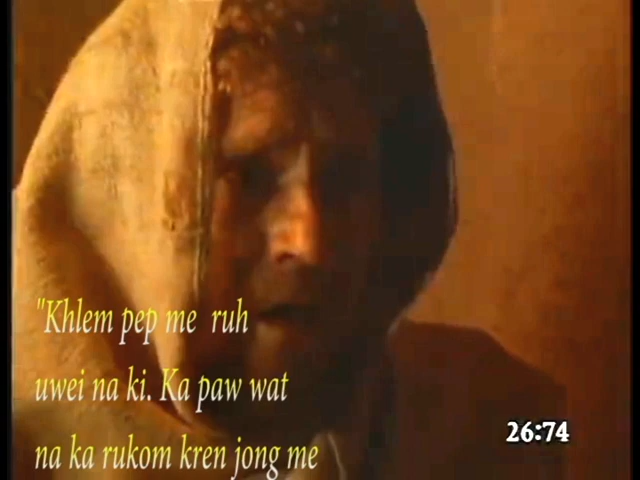 "Khlem pep me ruh
uwei na ki. Ka paw wat
na ka rukom kren jong me
26:74